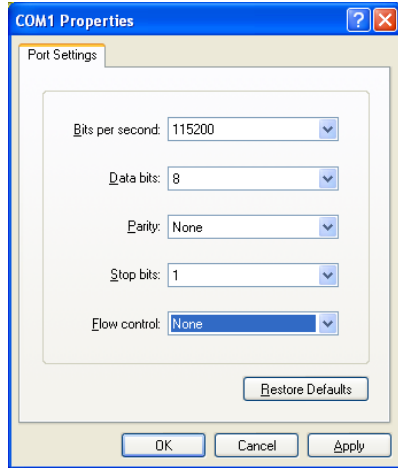 COM1 Properties
Port Settings
Bits per second: 115200
Data bits: 8
Parity: None
Stop bits: 1
Flow control: None
Restore Defaults
OK Cancel Apply